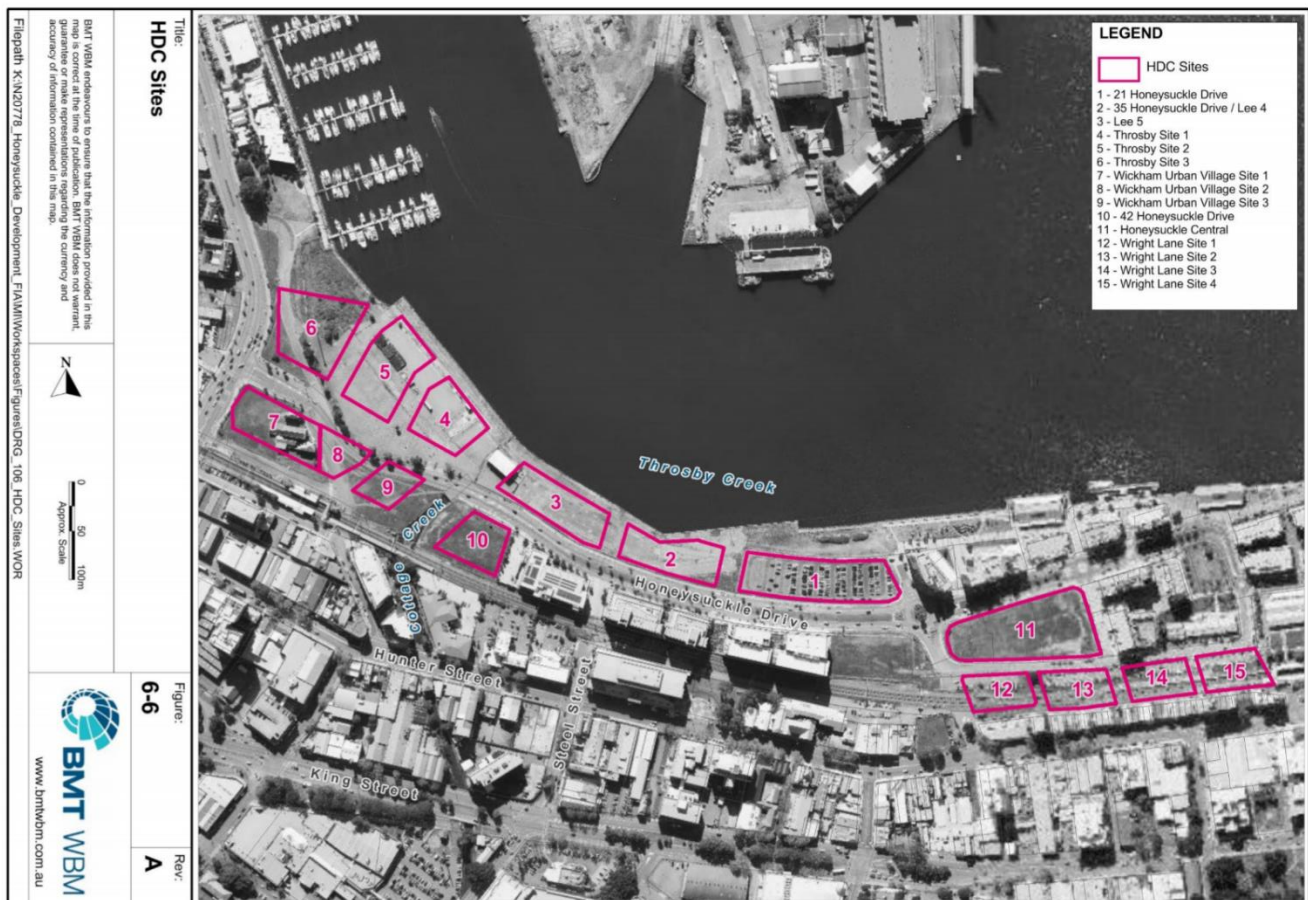 LEGEND
HDC Sites
1 - 21 Honeysuckle Drive
2 - 35 Honeysuckle Drive / Lee 4
3 - Lee 5
4 - Throsby Site 1
5 - Throsby Site 2
6 - Throsby Site 3
7 - Wickham Urban Village Site 1
8 - Wickham Urban Village Site 2
9 - Wickham Urban Village Site 3
10 - 42 Honeysuckle Drive
11 - Honeysuckle Central
12 - Wright Lane Site 1
13 - Wright Lane Site 2
14 - Wright Lane Site 3
15 - Wright Lane Site 4
6
5
4
7
8
9
3
10
2
1
11
12
13
14
15
Throsby Creek
Cottage Creek
Honeysuckle Drive
Hunter Street
Steel Street
King Street
Title:
HDC Sites
Figure:
6-6
Rev:
A
BMT WBM endeavours to ensure that the information provided in this
map is correct at the time of publication. BMT WBM does not warrant,
guarantee or make representations regarding the currency and
accuracy of information contained in this map.
N
0 50 100m
Approx. Scale
BMT WBM
www.bmtwbm.com.au
Filepath K:\N20778_Honeysuckle_Development_FIA\MI\Workspaces\Figures\DRG_106_HDC_Sites.WOR